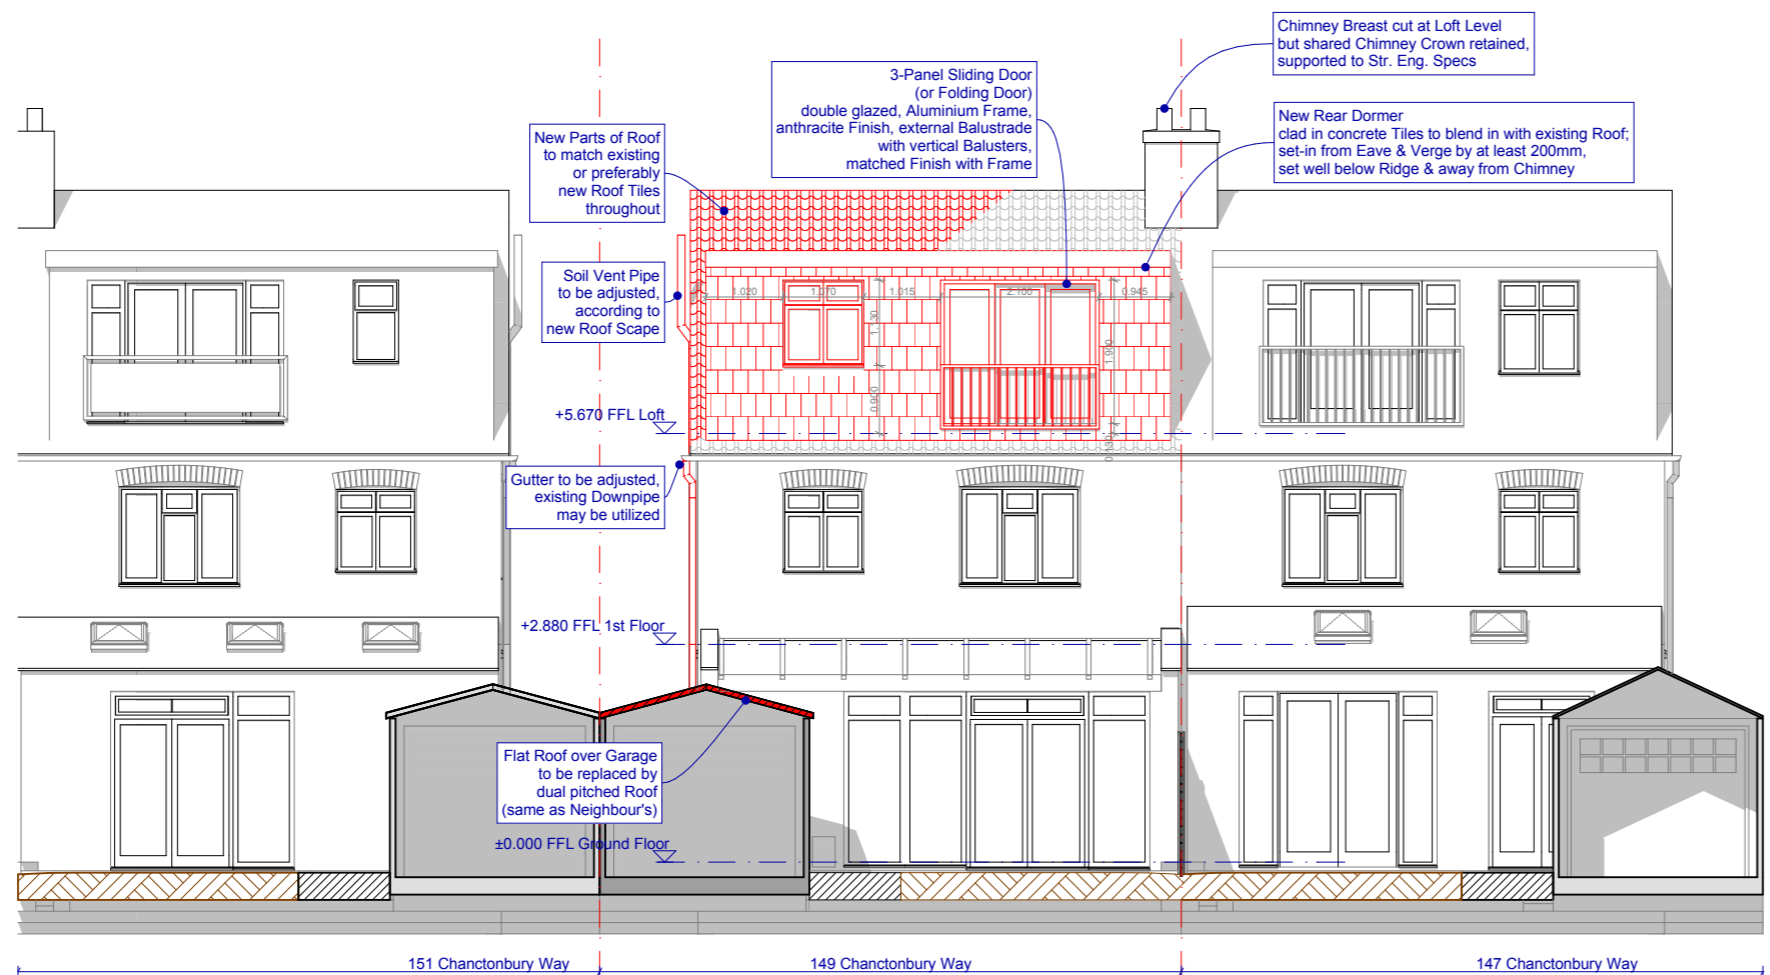 Chimney Breast cut at Loft Level
but shared Chimney Crown retained,
supported to Str. Eng. Specs
3-Panel Sliding Door
(or Folding Door)
double glazed, Aluminium Frame,
anthracite Finish, external Balustrade
with vertical Balusters,
matched Finish with Frame
New Rear Dormer
clad in concrete Tiles to blend in with existing Roof;
set-in from Eave & Verge by at least 200mm,
set well below Ridge & away from Chimney
New Parts of Roof
to match existing
or preferably
new Roof Tiles
throughout
Soil Vent Pipe
to be adjusted,
according to
new Roof Scape
1.020 1.070 1.015 2.100 0.945
1.900
+5.670 FFL Loft
Gutter to be adjusted,
existing Downpipe
may be utilized
+2.880 FFL 1st Floor
Flat Roof over Garage
to be replaced by
dual pitched Roof
(same as Neighbour's)
±0.000 FFL Ground Floor
151 Chanctonbury Way
149 Chanctonbury Way
147 Chanctonbury Way